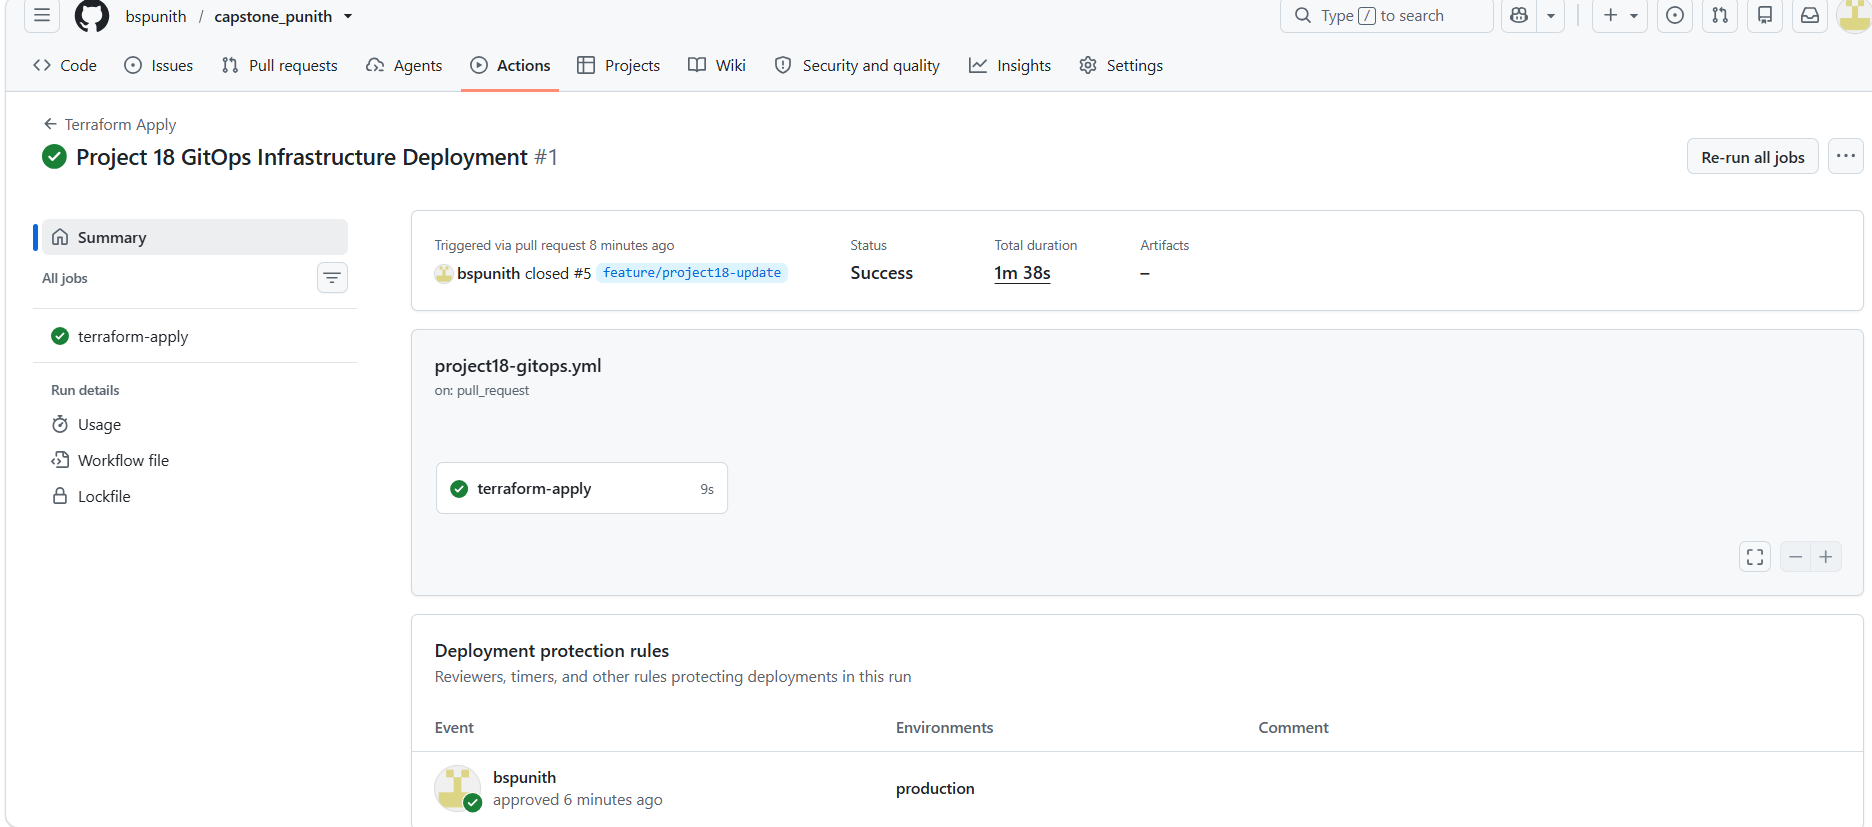 bspunith / capstone_punith
Type / to search
Code Issues Pull requests Agents Actions Projects Wiki Security and quality Insights Settings
Terraform Apply
Project 18 GitOps Infrastructure Deployment #1
Re-run all jobs
Summary
All jobs
terraform-apply
Run details
Usage
Workflow file
Lockfile
Triggered via pull request 8 minutes ago
bspunith closed #5 feature/project18-update
Status
Success
Total duration
1m 38s
Artifacts
–
project18-gitops.yml
on: pull_request
terraform-apply 9s
Deployment protection rules
Reviewers, timers, and other rules protecting deployments in this run
Event Environments Comment
bspunith
approved 6 minutes ago
production